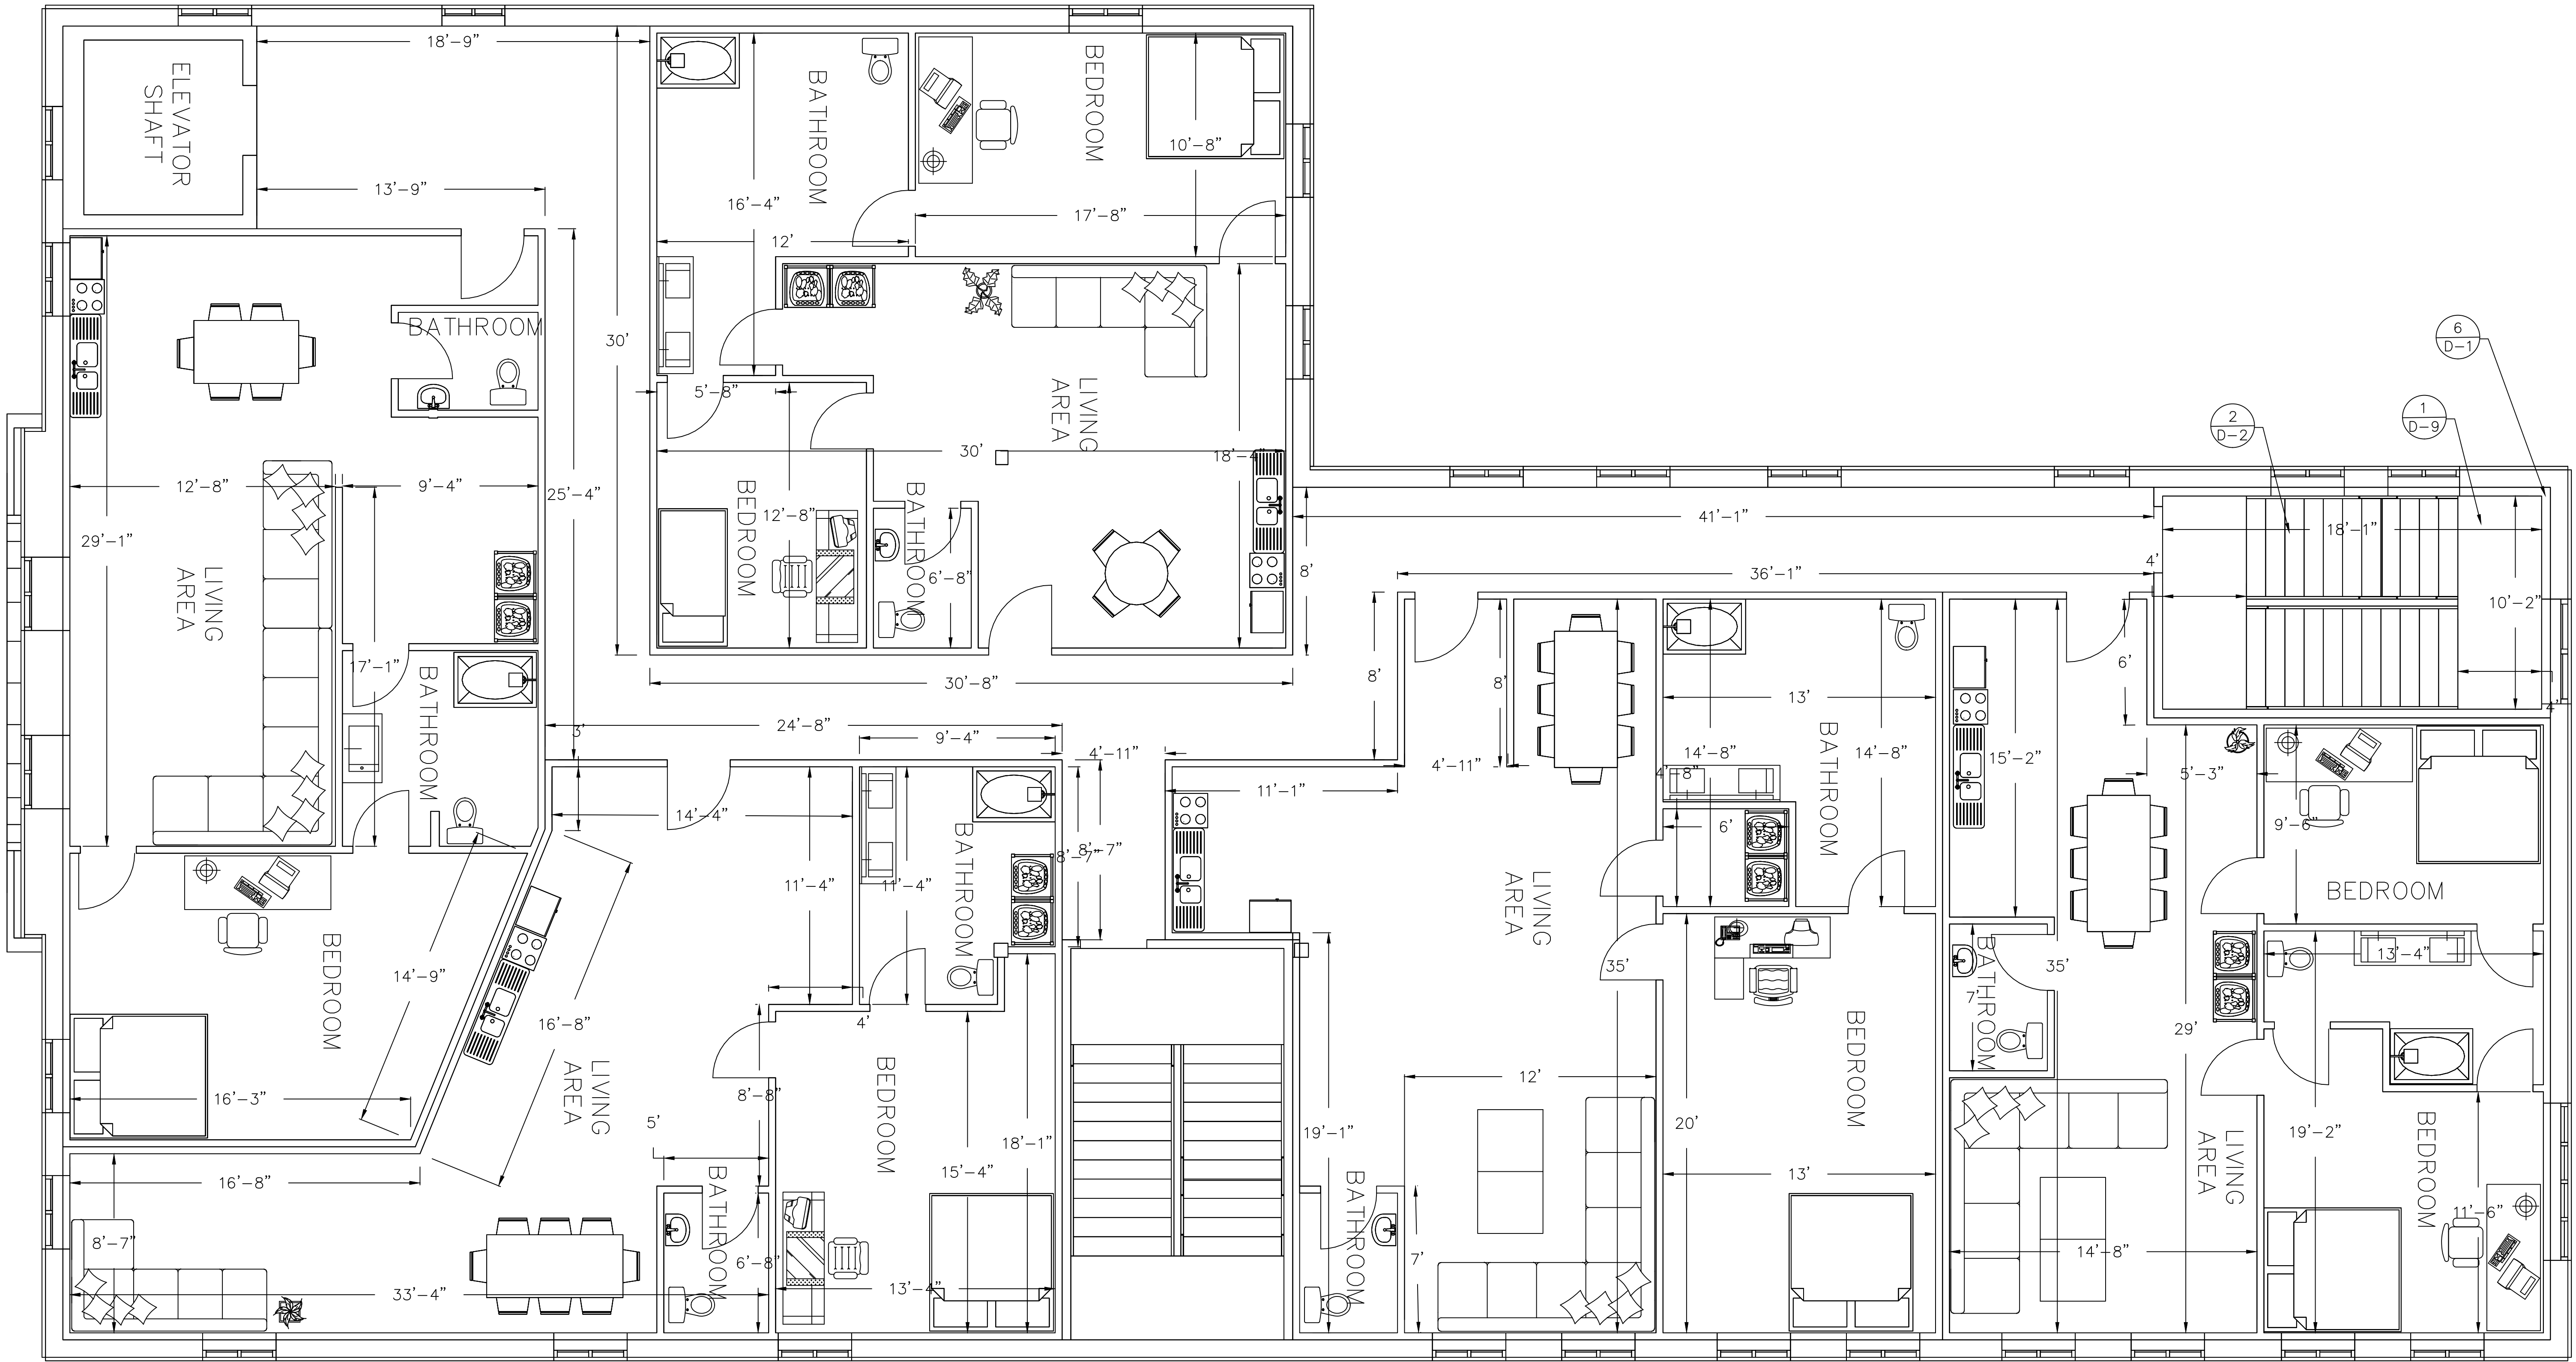 18'-9"
ELEVATOR
SHAFT
13'-9"
BATHROOM
16'-4"
12'
BEDROOM
10'-8"
17'-8"
30'
BATHROOM
5'-8"
LIVING
AREA
30'
18'-4"
12'-8"
9'-4"
25'-4"
29'-1"
LIVING
AREA
BEDROOM
12'-8"
BATHROOM
6'-8"
6
D-1
1
D-9
2
D-2
41'-1"
18'-1"
4'
8'
36'-1"
10'-2"
17'-1"
BATHROOM
30'-8"
24'-8"
3'
9'-4"
4'-11"
8'
8'
13'
6'
4'
14'-8"
BATHROOM
14'-8"
4'-8"
4'-11"
15'-2"
5'-3"
14'-4"
11'-1"
6'
9'-6"
11'-4"
11'-4"
BATHROOM
8'-7"
8'-7"
LIVING
AREA
BEDROOM
BEDROOM
14'-9"
16'-8"
35'
35'
BATHROOM
7'
13'-4"
29'
4'
LIVING
AREA
BEDROOM
BEDROOM
16'-3"
8'-8"
12'
5'
18'-1"
19'-1"
20'
19'-2"
LIVING
AREA
BEDROOM
16'-8"
15'-4"
13'
BATHROOM
BATHROOM
11'-6"
8'-7"
6'-8"
7'
14'-8"
33'-4"
13'-4"